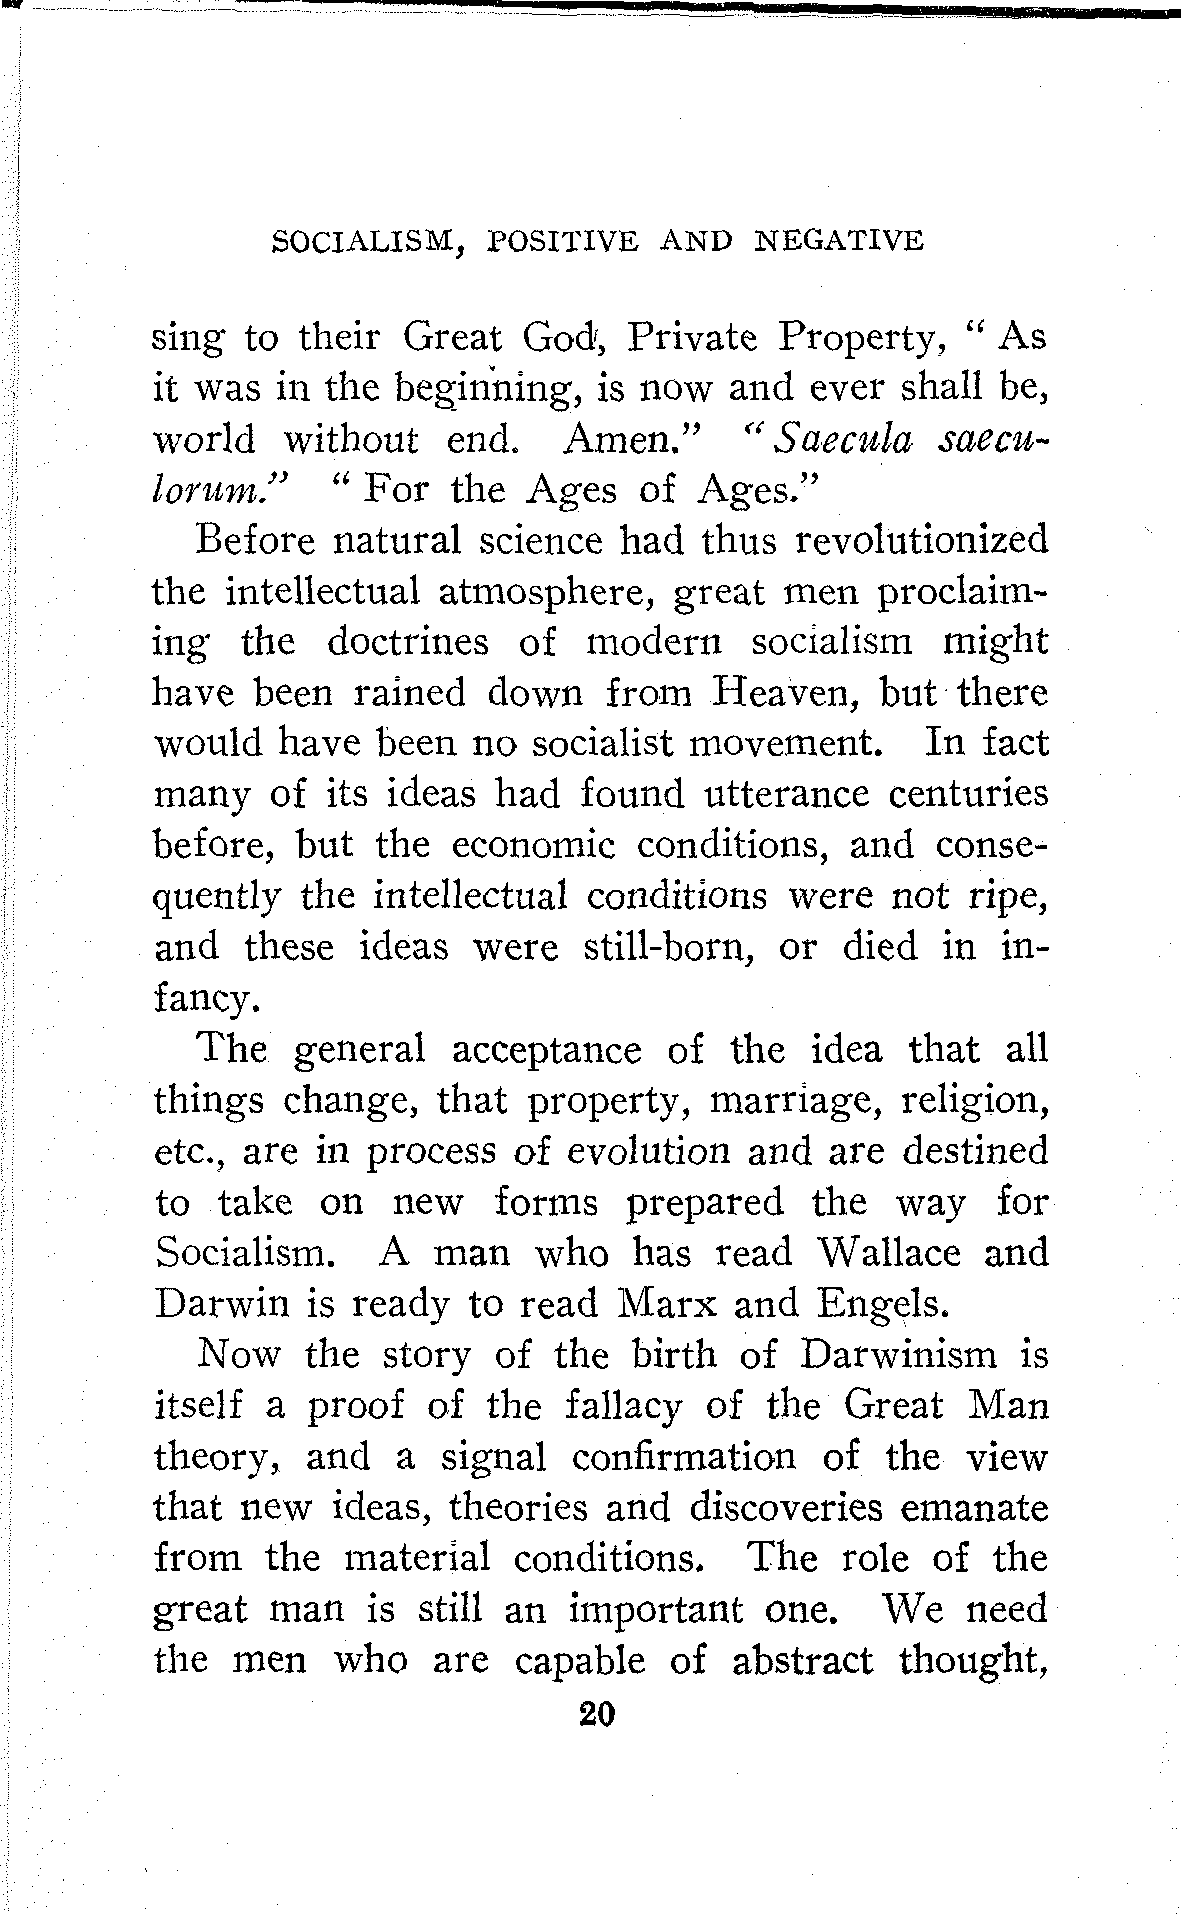 SOCIALISM, POSITIVE AND NEGATIVE
sing to their Great God, Private Property, " As
it was in the beginning, is now and ever shall be,
world without end. Amen." " Saecula saecu-
lorum." " For the Ages of Ages."
Before natural science had thus revolutionized
the intellectual atmosphere, great men proclaim-
ing the doctrines of modern socialism might
have been rained down from Heaven, but there
would have been no socialist movement. In fact
many of its ideas had found utterance centuries
before, but the economic conditions, and conse-
quently the intellectual conditions were not ripe,
and these ideas were still-born, or died in in-
fancy.
The general acceptance of the idea that all
things change, that property, marriage, religion,
etc., are in process of evolution and are destined
to take on new forms prepared the way for
Socialism. A man who has read Wallace and
Darwin is ready to read Marx and Engels.
Now the story of the birth of Darwinism is
itself a proof of the fallacy of the Great Man
theory, and a signal confirmation of the view
that new ideas, theories and discoveries emanate
from the material conditions. The role of the
great man is still an important one. We need
the men who are capable of abstract thought,
20